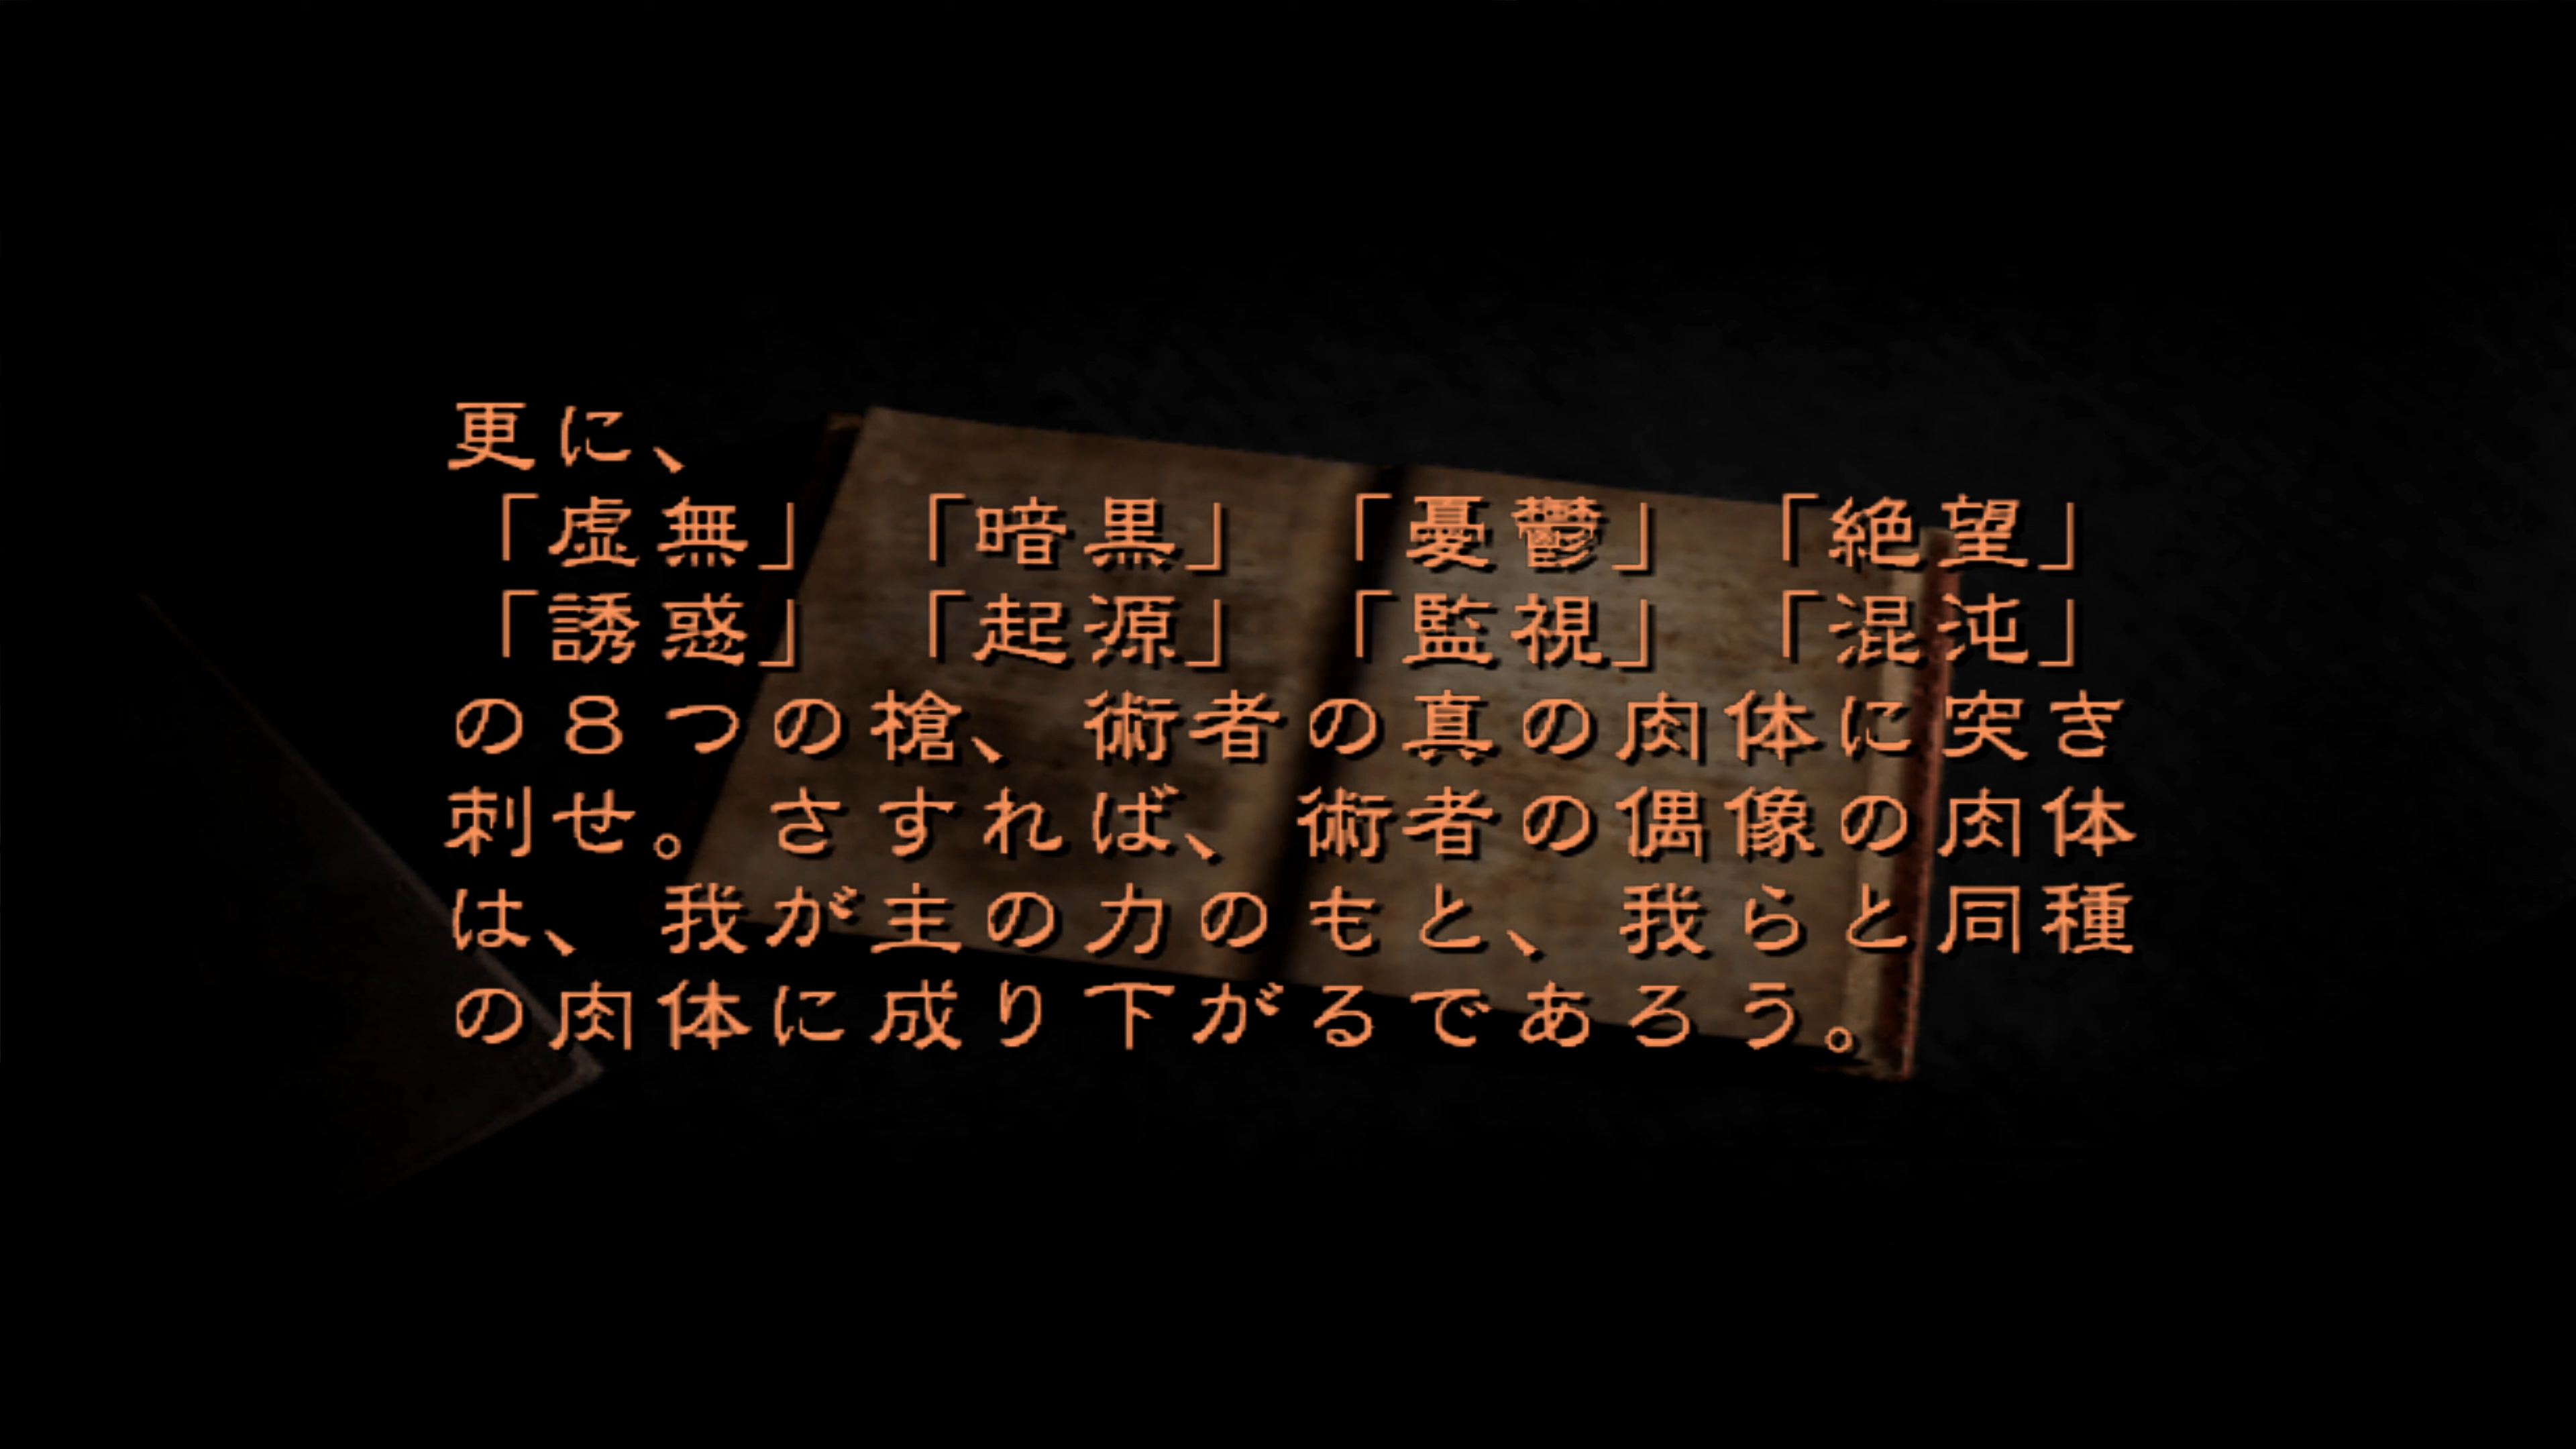 更に、
「虚無」「暗黒」「憂鬱」「絶望」
「誘惑」「起源」「監視」「混沌」
の８つの槍、術者の真の肉体に突き
刺せ。さすれば、術者の偶像の肉体
は、我が主の力のもと、我らと同種
の肉体に成り下がるであろう。